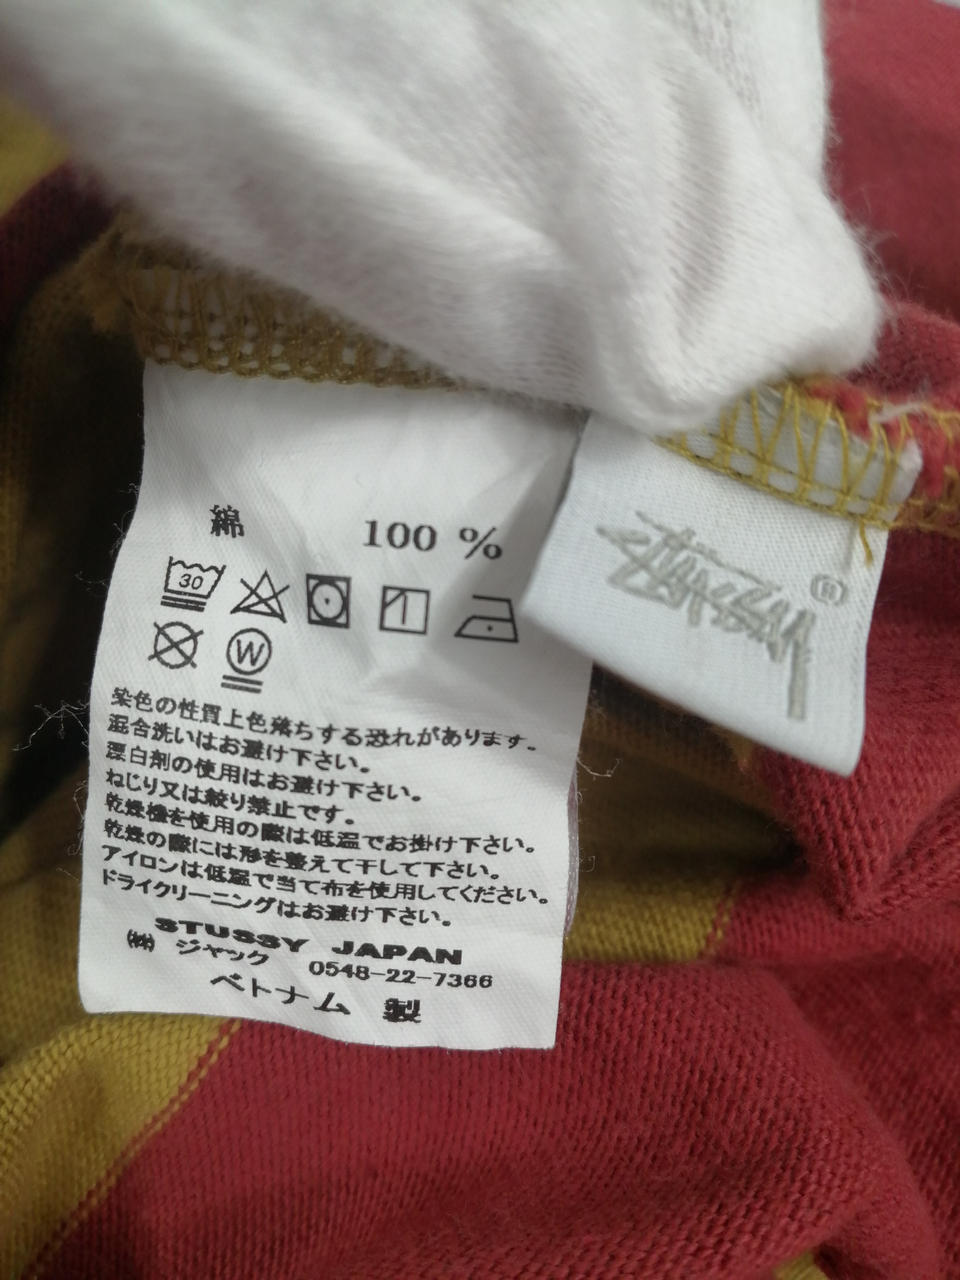 綿 100 %
30
W
染色の性質上色落ちする恐れがあります。
混合洗いはお避け下さい。
漂白剤の使用はお避け下さい。
ねじり又は絞り禁止です。
乾燥機を使用の際は低温でお掛け下さい。
乾燥の際には形を整えて干して下さい。
アイロンは低温で当て布を使用してください。
ドライクリーニングはお避け下さい。
STUSSY JAPAN
㈱ ジャック 0548-22-7366
ベトナム 製
Stüssy ®